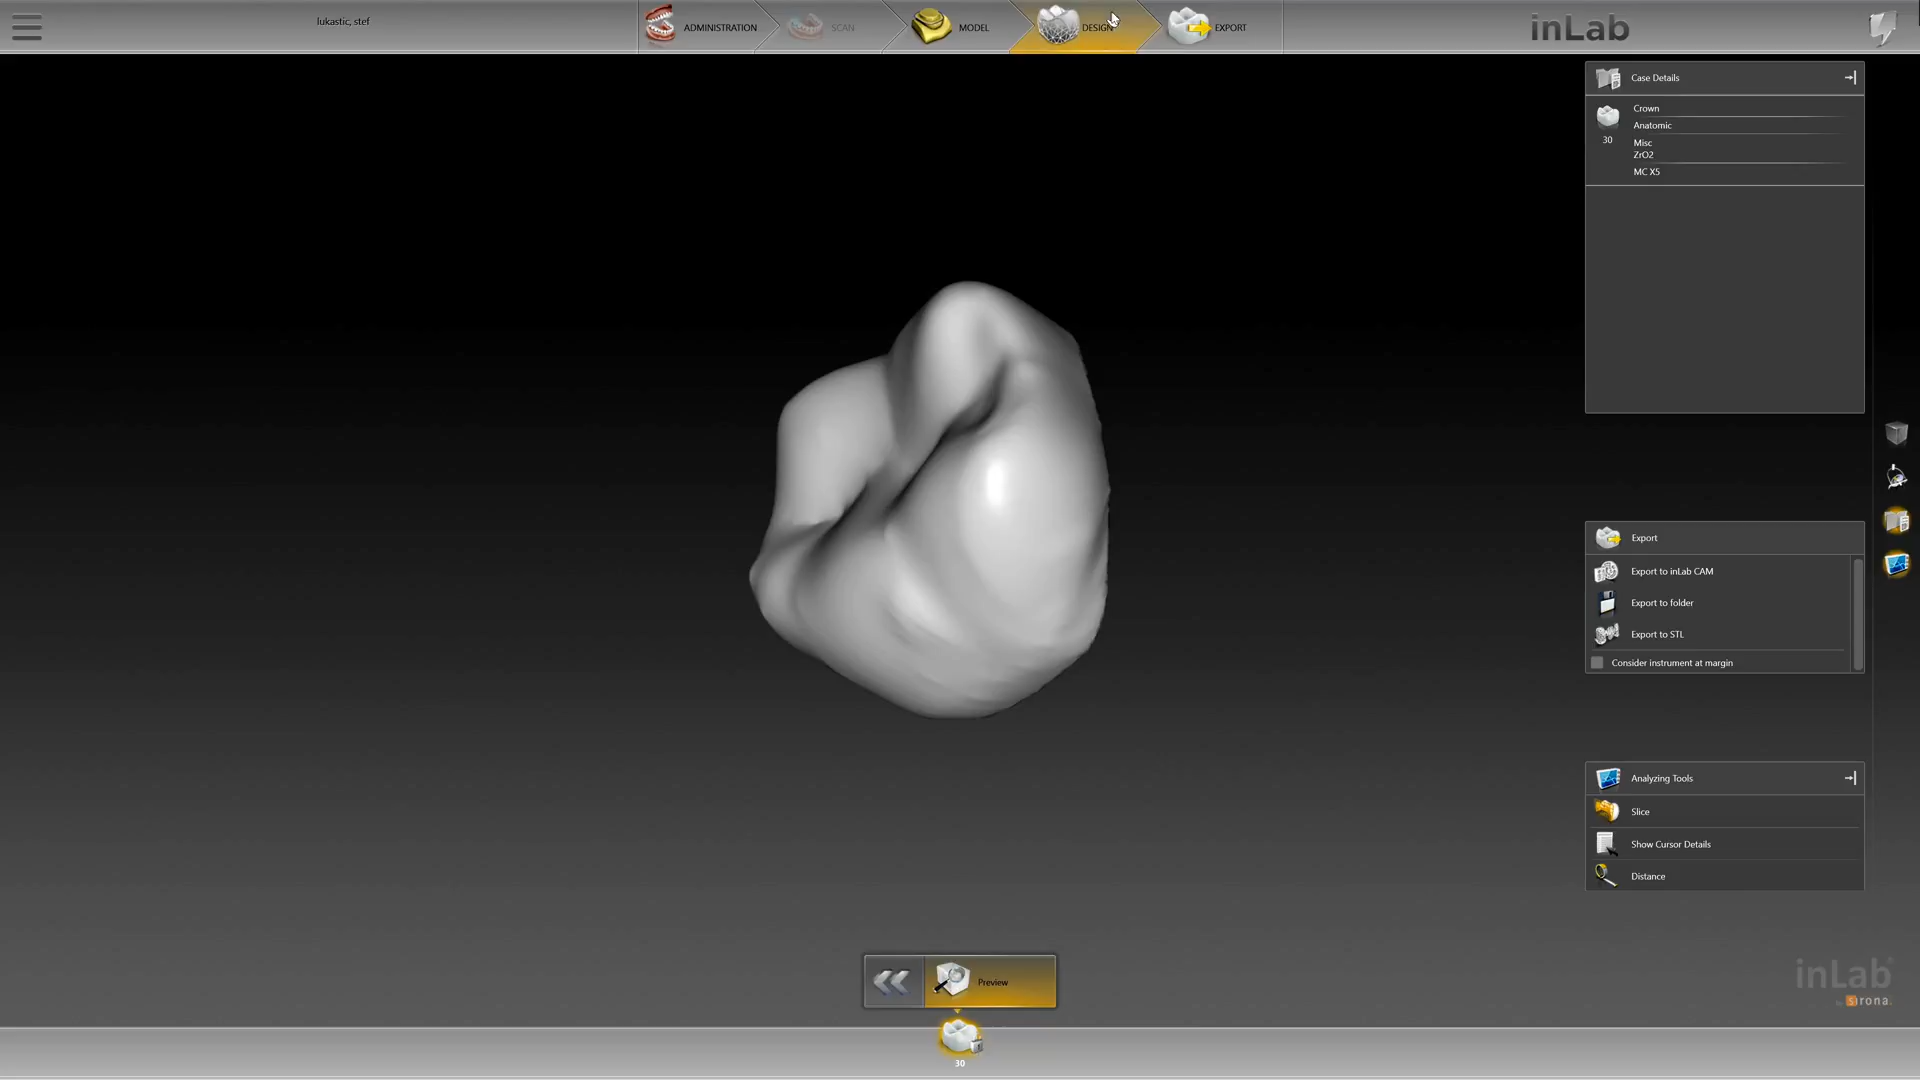 lukastic, stef
ADMINISTRATION
SCAN
MODEL
DESIGN
EXPORT
inLab
Case Details
Crown
30
Anatomic
Misc
ZrO2
MC X5
Export
Export to inLab CAM
Export to folder
Export to STL
Consider instrument at margin
Analyzing Tools
Slice
Show Cursor Details
Distance
Preview
inLab
by sirona.
30